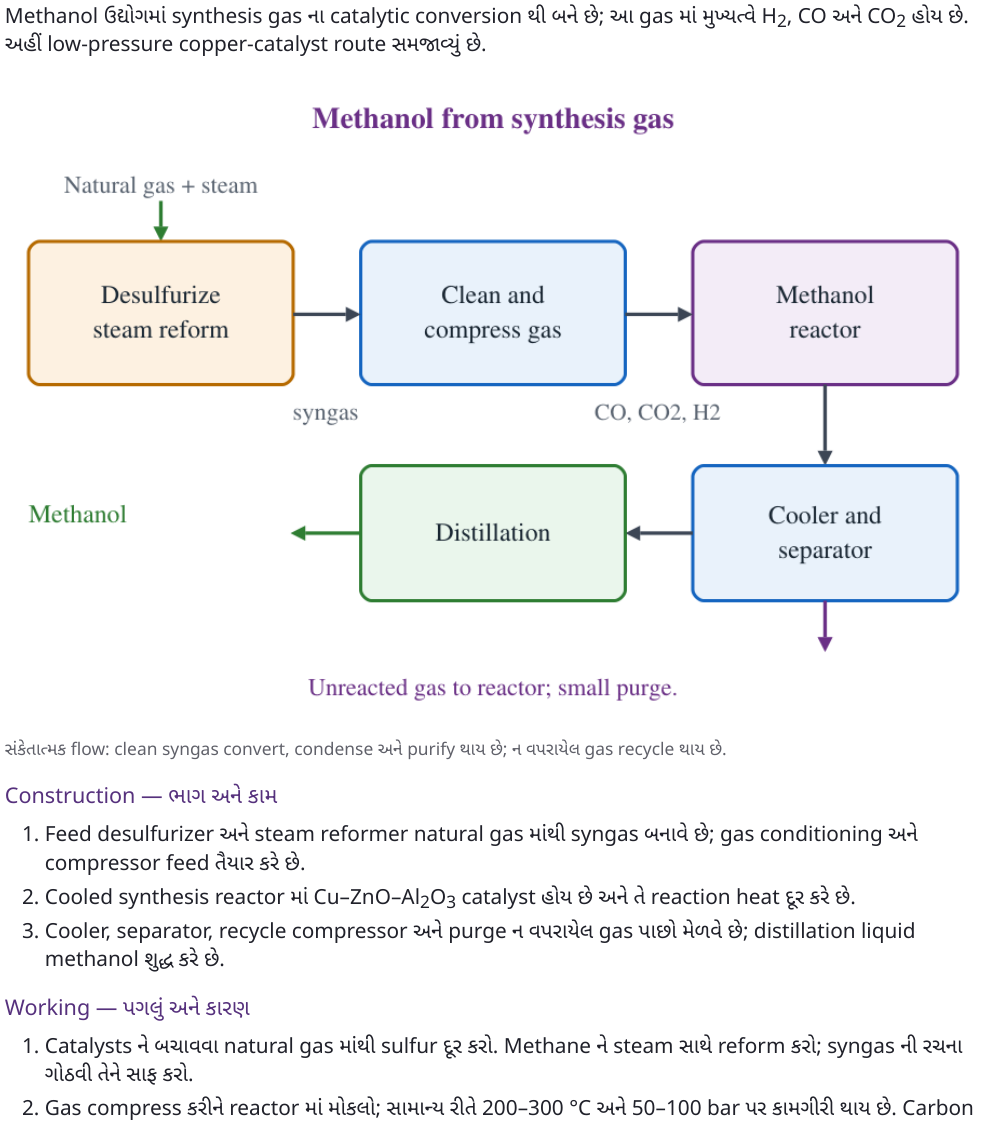 Methanol ઉદ્યોગમાં synthesis gas ના catalytic conversion થી બને છે; આ gas માં મુખ્યત્વે H₂, CO અને CO₂ હોય છે.
અહીં low-pressure copper-catalyst route સમજાવ્યું છે.
Methanol from synthesis gas
Natural gas + steam
Desulfurize
steam reform
Clean and
compress gas
Methanol
reactor
syngas
CO, CO2, H2
Methanol
Distillation
Cooler and
separator
Unreacted gas to reactor; small purge.
સંકેતાત્મક flow: clean syngas convert, condense અને purify થાય છે; ન વપરાયેલ gas recycle થાય છે.
Construction — ભાગ અને કામ
1. Feed desulfurizer અને steam reformer natural gas માંથી syngas બનાવે છે; gas conditioning અને
compressor feed તૈયાર કરે છે.
2. Cooled synthesis reactor માં Cu–ZnO–Al₂O₃ catalyst હોય છે અને તે reaction heat દૂર કરે છે.
3. Cooler, separator, recycle compressor અને purge ન વપરાયેલ gas પાછો મેળવે છે; distillation liquid
methanol શુદ્ધ કરે છે.
Working — પગલું અને કારણ
1. Catalysts ને બચાવવા natural gas માંથી sulfur દૂર કરો. Methane ને steam સાથે reform કરો; syngas ની રચના
ગોઠવી તેને સાફ કરો.
2. Gas compress કરીને reactor માં મોકલો; સામાન્ય રીતે 200–300 °C અને 50–100 bar પર કામગીરી થાય છે. Carbon